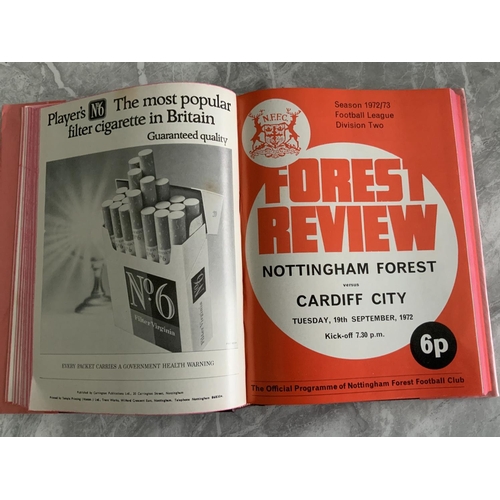 Player's No6 The most popular
filter cigarette in Britain
Guaranteed quality
No6
Filter Virginia
EVERY PACKET CARRIES A GOVERNMENT HEALTH WARNING
N.F.F.C.
Season 1972/73
Football League
Division Two
FOREST
REVIEW
NOTTINGHAM FOREST
versus
CARDIFF CITY
TUESDAY, 19th SEPTEMBER, 1972
Kick-off 7.30 p.m.
6p
The Official Programme of Nottingham Forest Football Club